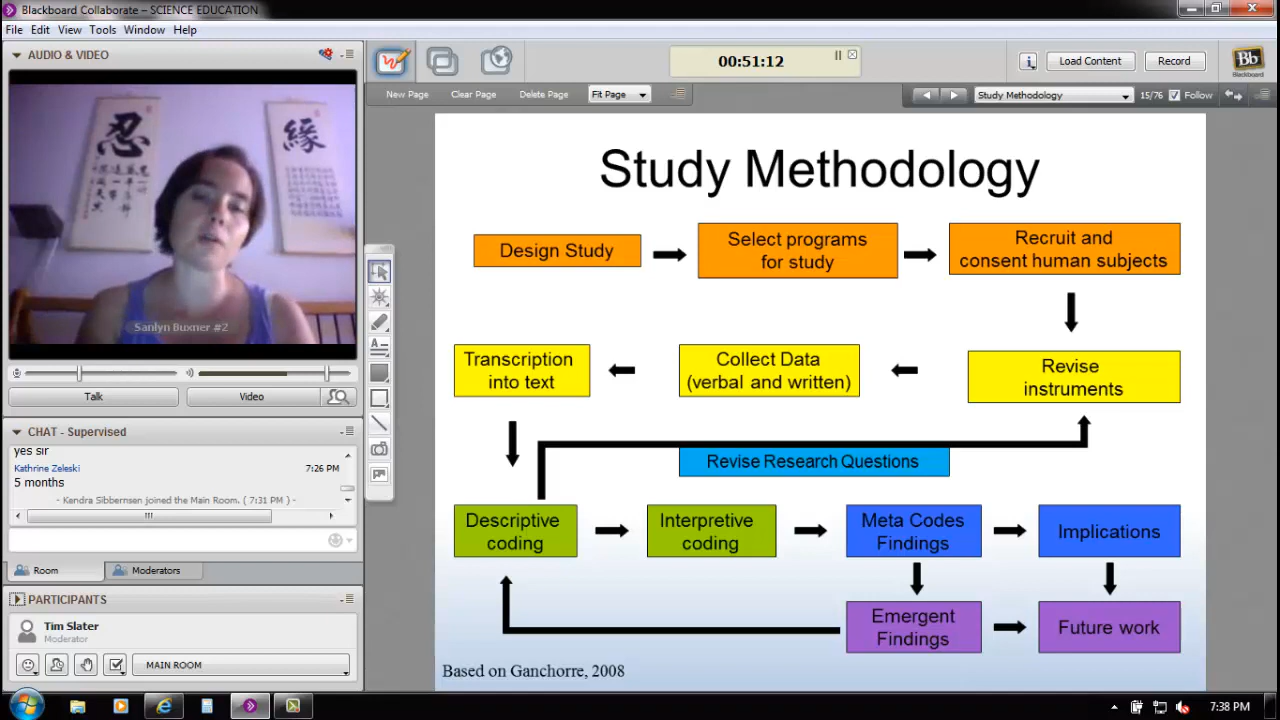 Blackboard Collaborate – SCIENCE EDUCATION
File Edit View Tools Window Help
AUDIO & VIDEO
忍
緣
Sanlyn Buxner #2
Talk
Video
CHAT - Supervised
yes sir
Kathrine Zeleski 7:26 PM
5 months
- Kendra Sibbernsen joined the Main Room. ( 7:31 PM ) -
Room
Moderators
PARTICIPANTS
Tim Slater
Moderator
MAIN ROOM
00:51:12
Load Content
Record
Bb
Blackboard
New Page Clear Page Delete Page Fit Page
Study Methodology 15/76 Follow
Study Methodology
Design Study
Select programs
for study
Recruit and
consent human subjects
Transcription
into text
Collect Data
(verbal and written)
Revise
instruments
Revise Research Questions
Descriptive
coding
Interpretive
coding
Meta Codes
Findings
Implications
Emergent
Findings
Future work
Based on Ganchorre, 2008
7:38 PM